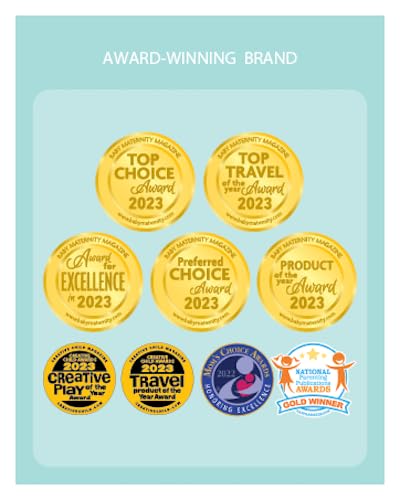 AWARD-WINNING BRAND
BABY MATERNITY MAGAZINE
TOP
CHOICE
Award
2023
www.babymaternity.com
BABY MATERNITY MAGAZINE
TOP
TRAVEL
of the year Award
2023
www.babymaternity.com
BABY MATERNITY MAGAZINE
Award
for
EXCELLENCE
in 2023
www.babymaternity.com
BABY MATERNITY MAGAZINE
Preferred
CHOICE
Award
2023
www.babymaternity.com
BABY MATERNITY MAGAZINE
PRODUCT
of the year Award
2023
www.babymaternity.com
CREATIVE CHILD MAGAZINE
CREATIVE
CHILD AWARDS
2023
CREATIVE
Play of the Year
Award
CREATIVECHILD.COM
CREATIVE CHILD MAGAZINE
CREATIVE
CHILD AWARDS
2023
Travel
product of the
Year Award
CREATIVECHILD.COM
MOM'S CHOICE AWARDS
2022
HONORING EXCELLENCE
NATIONAL
Parenting
Publications
AWARDS
GOLD WINNER